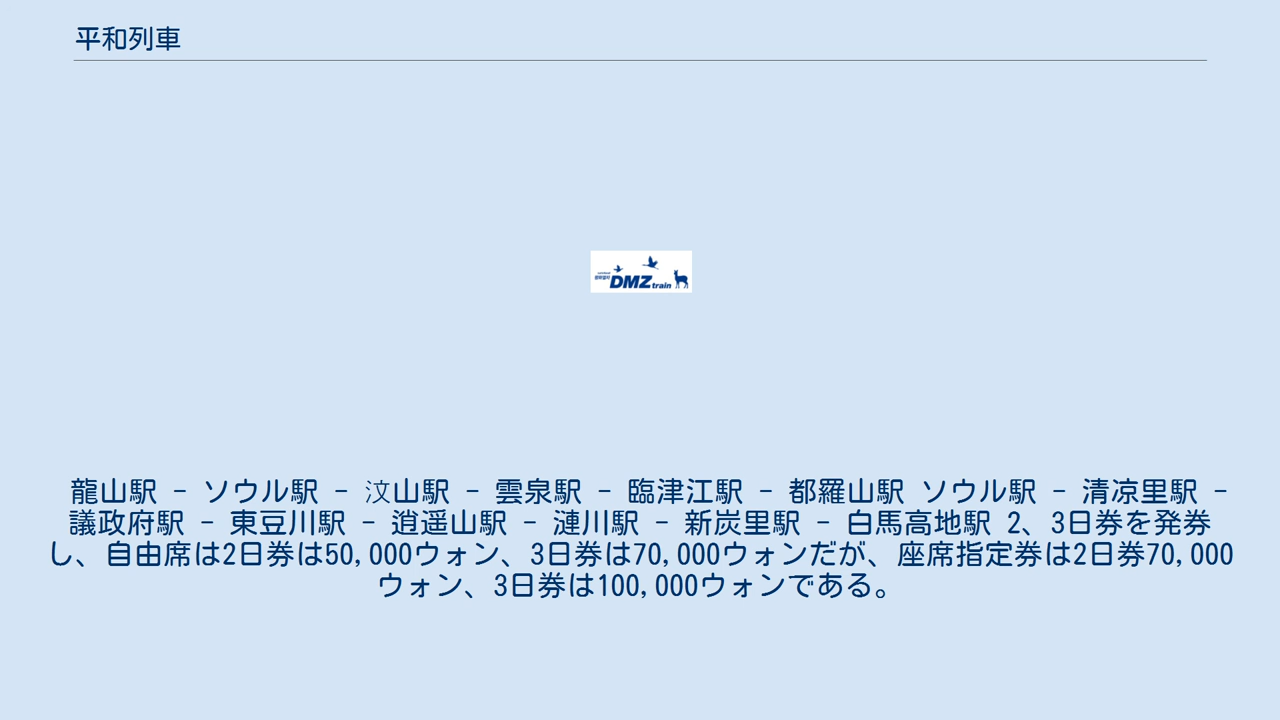 平和列車
DMZ train
龍山駅 - ソウル駅 - 汶山駅 - 雲泉駅 - 臨津江駅 - 都羅山駅 ソウル駅 - 清凉里駅 -
議政府駅 - 東豆川駅 - 逍遥山駅 - 漣川駅 - 新炭里駅 - 白馬高地駅 2、3日券を発券
し、自由席は2日券は50,000ウォン、3日券は70,000ウォンだが、座席指定券は2日券70,000
ウォン、3日券は100,000ウォンである。